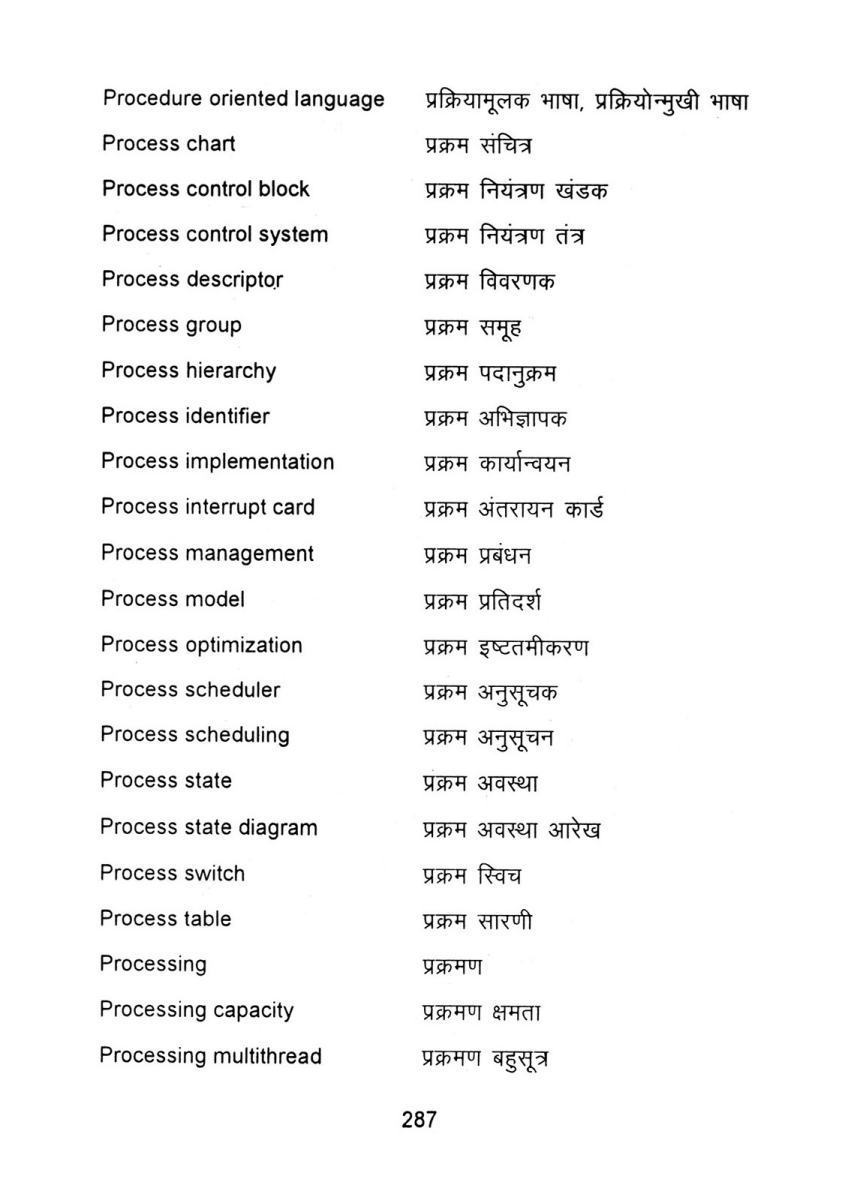 Procedure oriented language प्रक्रियामूलक भाषा, प्रक्रियोन्मुखी भाषा
Process chart प्रक्रम संचित्र
Process control block प्रक्रम नियंत्रण खंडक
Process control system प्रक्रम नियंत्रण तंत्र
Process descriptor प्रक्रम विवरणक
Process group प्रक्रम समूह
Process hierarchy प्रक्रम पदानुक्रम
Process identifier प्रक्रम अभिज्ञापक
Process implementation प्रक्रम कार्यान्वयन
Process interrupt card प्रक्रम अंतरायन कार्ड
Process management प्रक्रम प्रबंधन
Process model प्रक्रम प्रतिदर्श
Process optimization प्रक्रम इष्टतमीकरण
Process scheduler प्रक्रम अनुसूचक
Process scheduling प्रक्रम अनुसूचन
Process state प्रक्रम अवस्था
Process state diagram प्रक्रम अवस्था आरेख
Process switch प्रक्रम स्विच
Process table प्रक्रम सारणी
Processing प्रक्रमण
Processing capacity प्रक्रमण क्षमता
Processing multithread प्रक्रमण बहुसूत्र
287